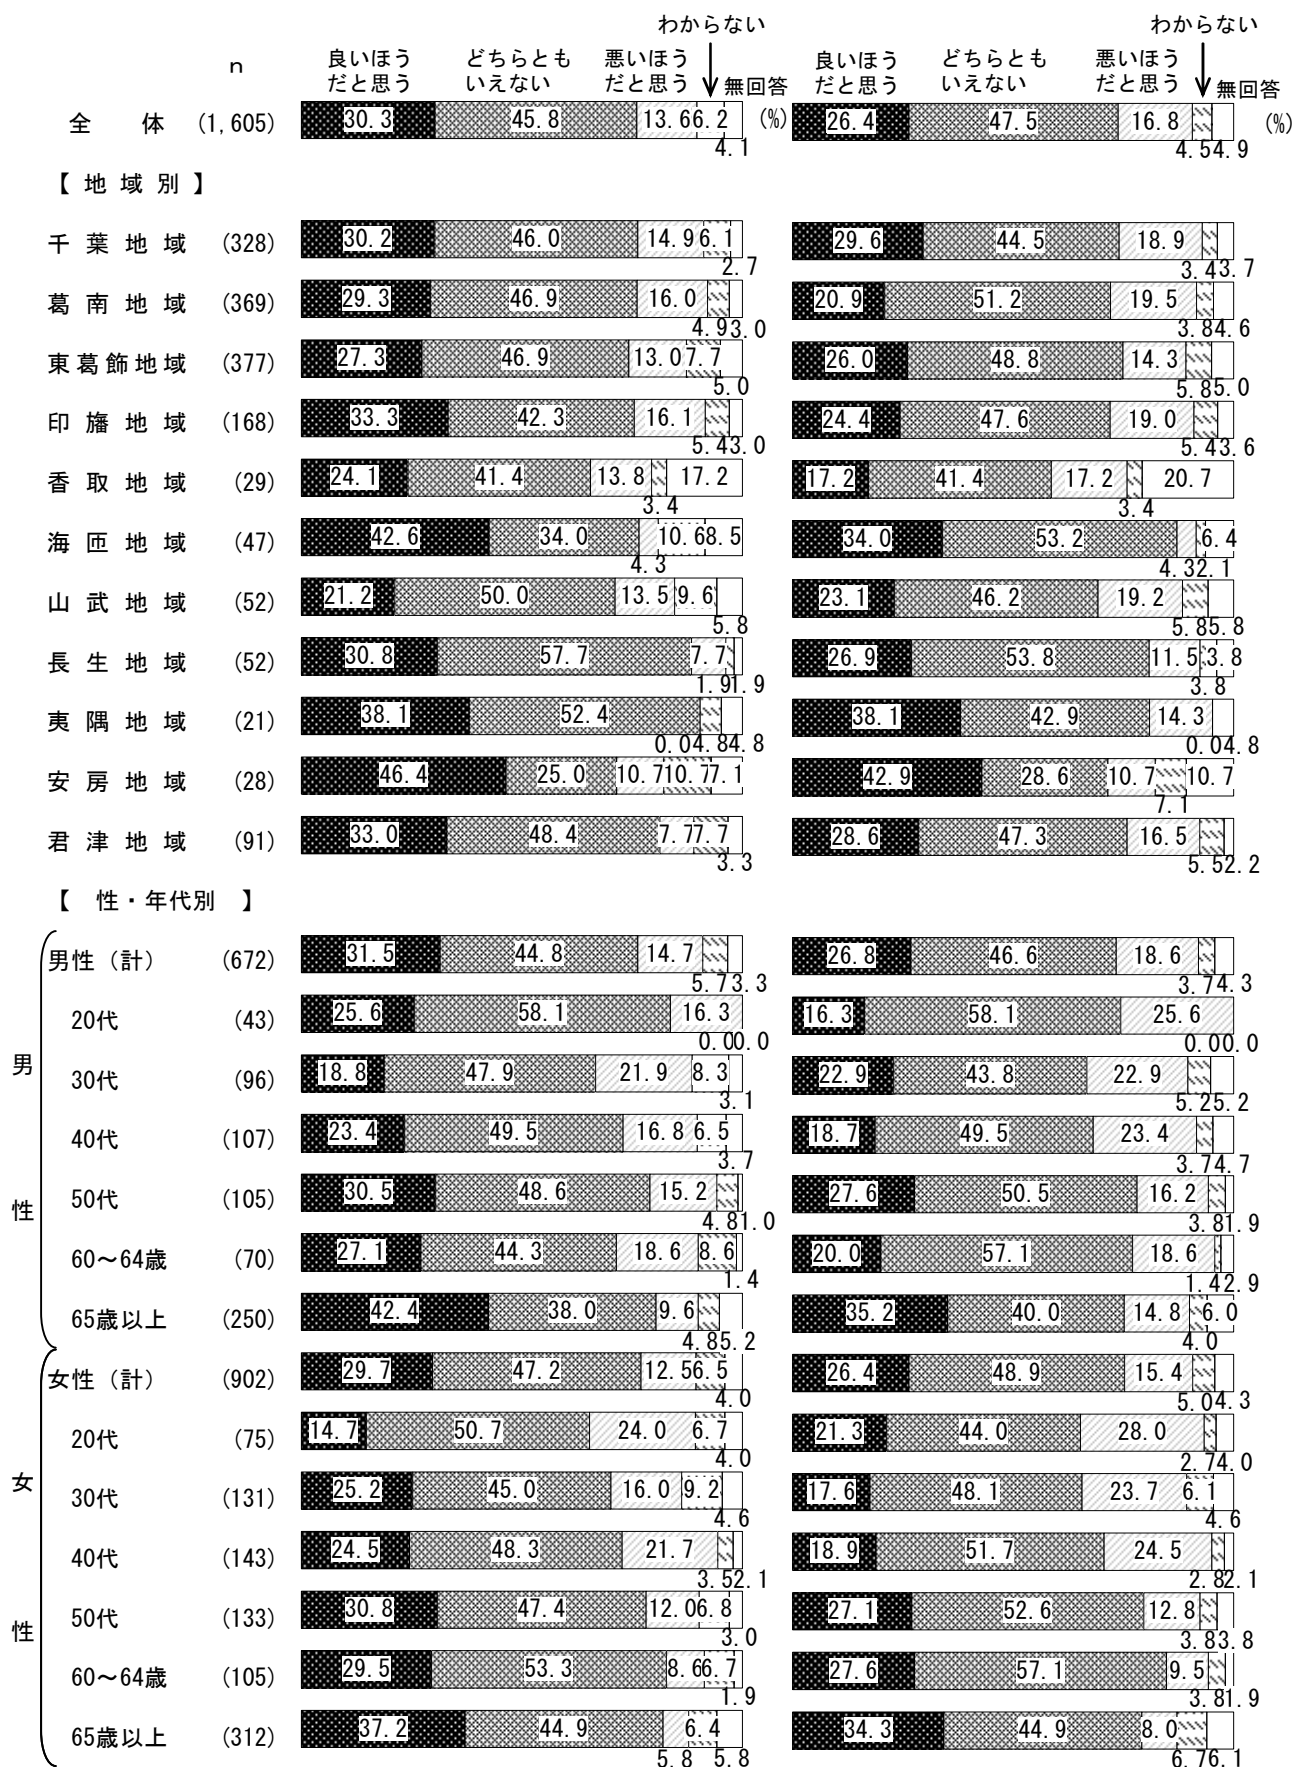 わからない わからない
良いほう どちらとも 悪いほう 良いほう どちらとも 悪いほう
n だと思う いえない だと思う 無回答 だと思う いえない だと思う 無回答
全 体 (1,605) 30.3 45.8 13.6 6.2 (%) 26.4 47.5 16.8 (%)
4.1 4.5 4.9
【 地 域 別 】
千 葉 地 域 (328) 30.2 46.0 14.9 6.1 29.6 44.5 18.9
2.7 3.4 3.7
葛 南 地 域 (369) 29.3 46.9 16.0 20.9 51.2 19.5
4.9 3.0 3.8 4.6
東葛飾地域 (377) 27.3 46.9 13.0 7.7 26.0 48.8 14.3
5.0 5.8 5.0
印 旛 地 域 (168) 33.3 42.3 16.1 24.4 47.6 19.0
5.4 3.0 5.4 3.6
香 取 地 域 (29) 24.1 41.4 13.8 17.2 17.2 41.4 17.2 20.7
3.4 3.4
海 匝 地 域 (47) 42.6 34.0 10.6 8.5 34.0 53.2 6.4
4.3 4.3 2.1
山 武 地 域 (52) 21.2 50.0 13.5 9.6 23.1 46.2 19.2
5.8 5.8 5.8
長 生 地 域 (52) 30.8 57.7 7.7 26.9 53.8 11.5 3.8
1.9 1.9 3.8
夷 隅 地 域 (21) 38.1 52.4 38.1 42.9 14.3
0.0 4.8 4.8 0.0 4.8
安 房 地 域 (28) 46.4 25.0 10.7 10.7 7.1 42.9 28.6 10.7 10.7
7.1
君 津 地 域 (91) 33.0 48.4 7.7 7.7 28.6 47.3 16.5
3.3 5.5 2.2
【 性・年代別 】
男性（計） (672) 31.5 44.8 14.7 26.8 46.6 18.6
5.7 3.3 3.7 4.3
20代 (43) 25.6 58.1 16.3 16.3 58.1 25.6
0.0 0.0 0.0 0.0
男
30代 (96) 18.8 47.9 21.9 8.3 22.9 43.8 22.9
3.1 5.2 5.2
40代 (107) 23.4 49.5 16.8 6.5 18.7 49.5 23.4
3.7 3.7 4.7
性 50代 (105) 30.5 48.6 15.2 27.6 50.5 16.2
4.8 1.0 3.8 1.9
60～64歳 (70) 27.1 44.3 18.6 8.6 20.0 57.1 18.6
1.4 1.4 2.9
65歳以上 (250) 42.4 38.0 9.6 35.2 40.0 14.8 6.0
4.8 5.2 4.0
女性（計） (902) 29.7 47.2 12.5 6.5 26.4 48.9 15.4
4.0 5.0 4.3
20代 (75) 14.7 50.7 24.0 6.7 21.3 44.0 28.0
4.0 2.7 4.0
女 30代 (131) 25.2 45.0 16.0 9.2 17.6 48.1 23.7 6.1
4.6 4.6
40代 (143) 24.5 48.3 21.7 18.9 51.7 24.5
3.5 2.1 2.8 2.1
性 50代 (133) 30.8 47.4 12.0 6.8 27.1 52.6 12.8
3.0 3.8 3.8
60～64歳 (105) 29.5 53.3 8.6 6.7 27.6 57.1 9.5
1.9 3.8 1.9
65歳以上 (312) 37.2 44.9 6.4 34.3 44.9 8.0
5.8 5.8 6.7 6.1